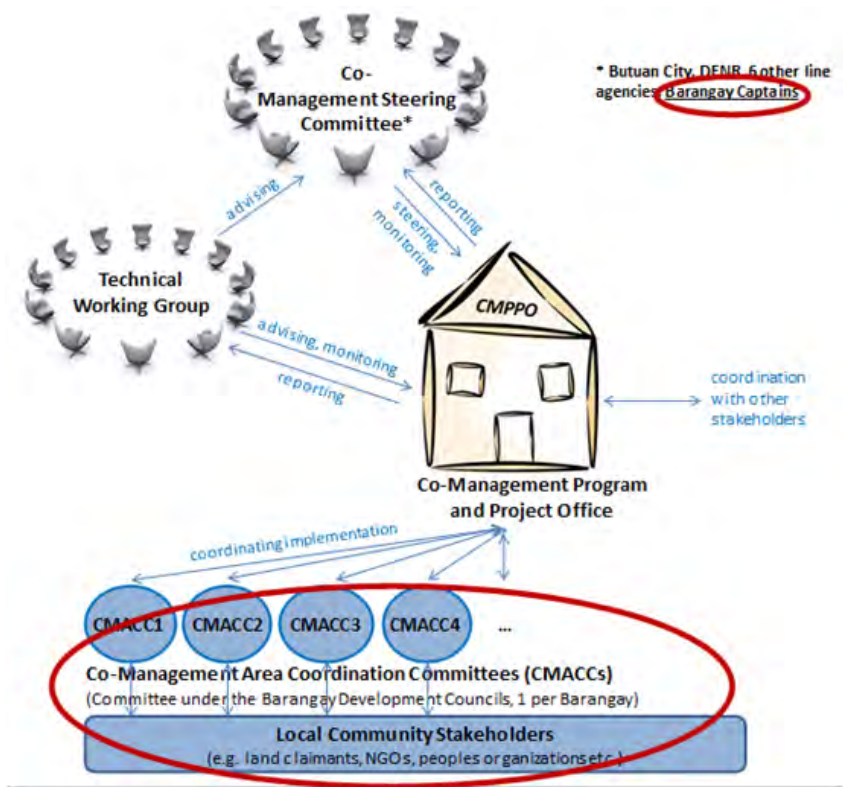 Co-
Management Steering
Committee*
* Butuan City, DENR, 6 other line
agencies, Barangay Captains
advising
reporting
steering,
monitoring
Technical
Working Group
CMPPO
advising, monitoring
reporting
coordination
with other
stakeholders
Co-Management Program
and Project Office
coordinating implementation
CMACC1
CMACC2
CMACC3
CMACC4
...
Co-Management Area Coordination Committees (CMACCs)
(Committee under the Barangay Development Councils, 1 per Barangay)
Local Community Stakeholders
(e.g. land claimants, NGOs, peoples organizations etc.)